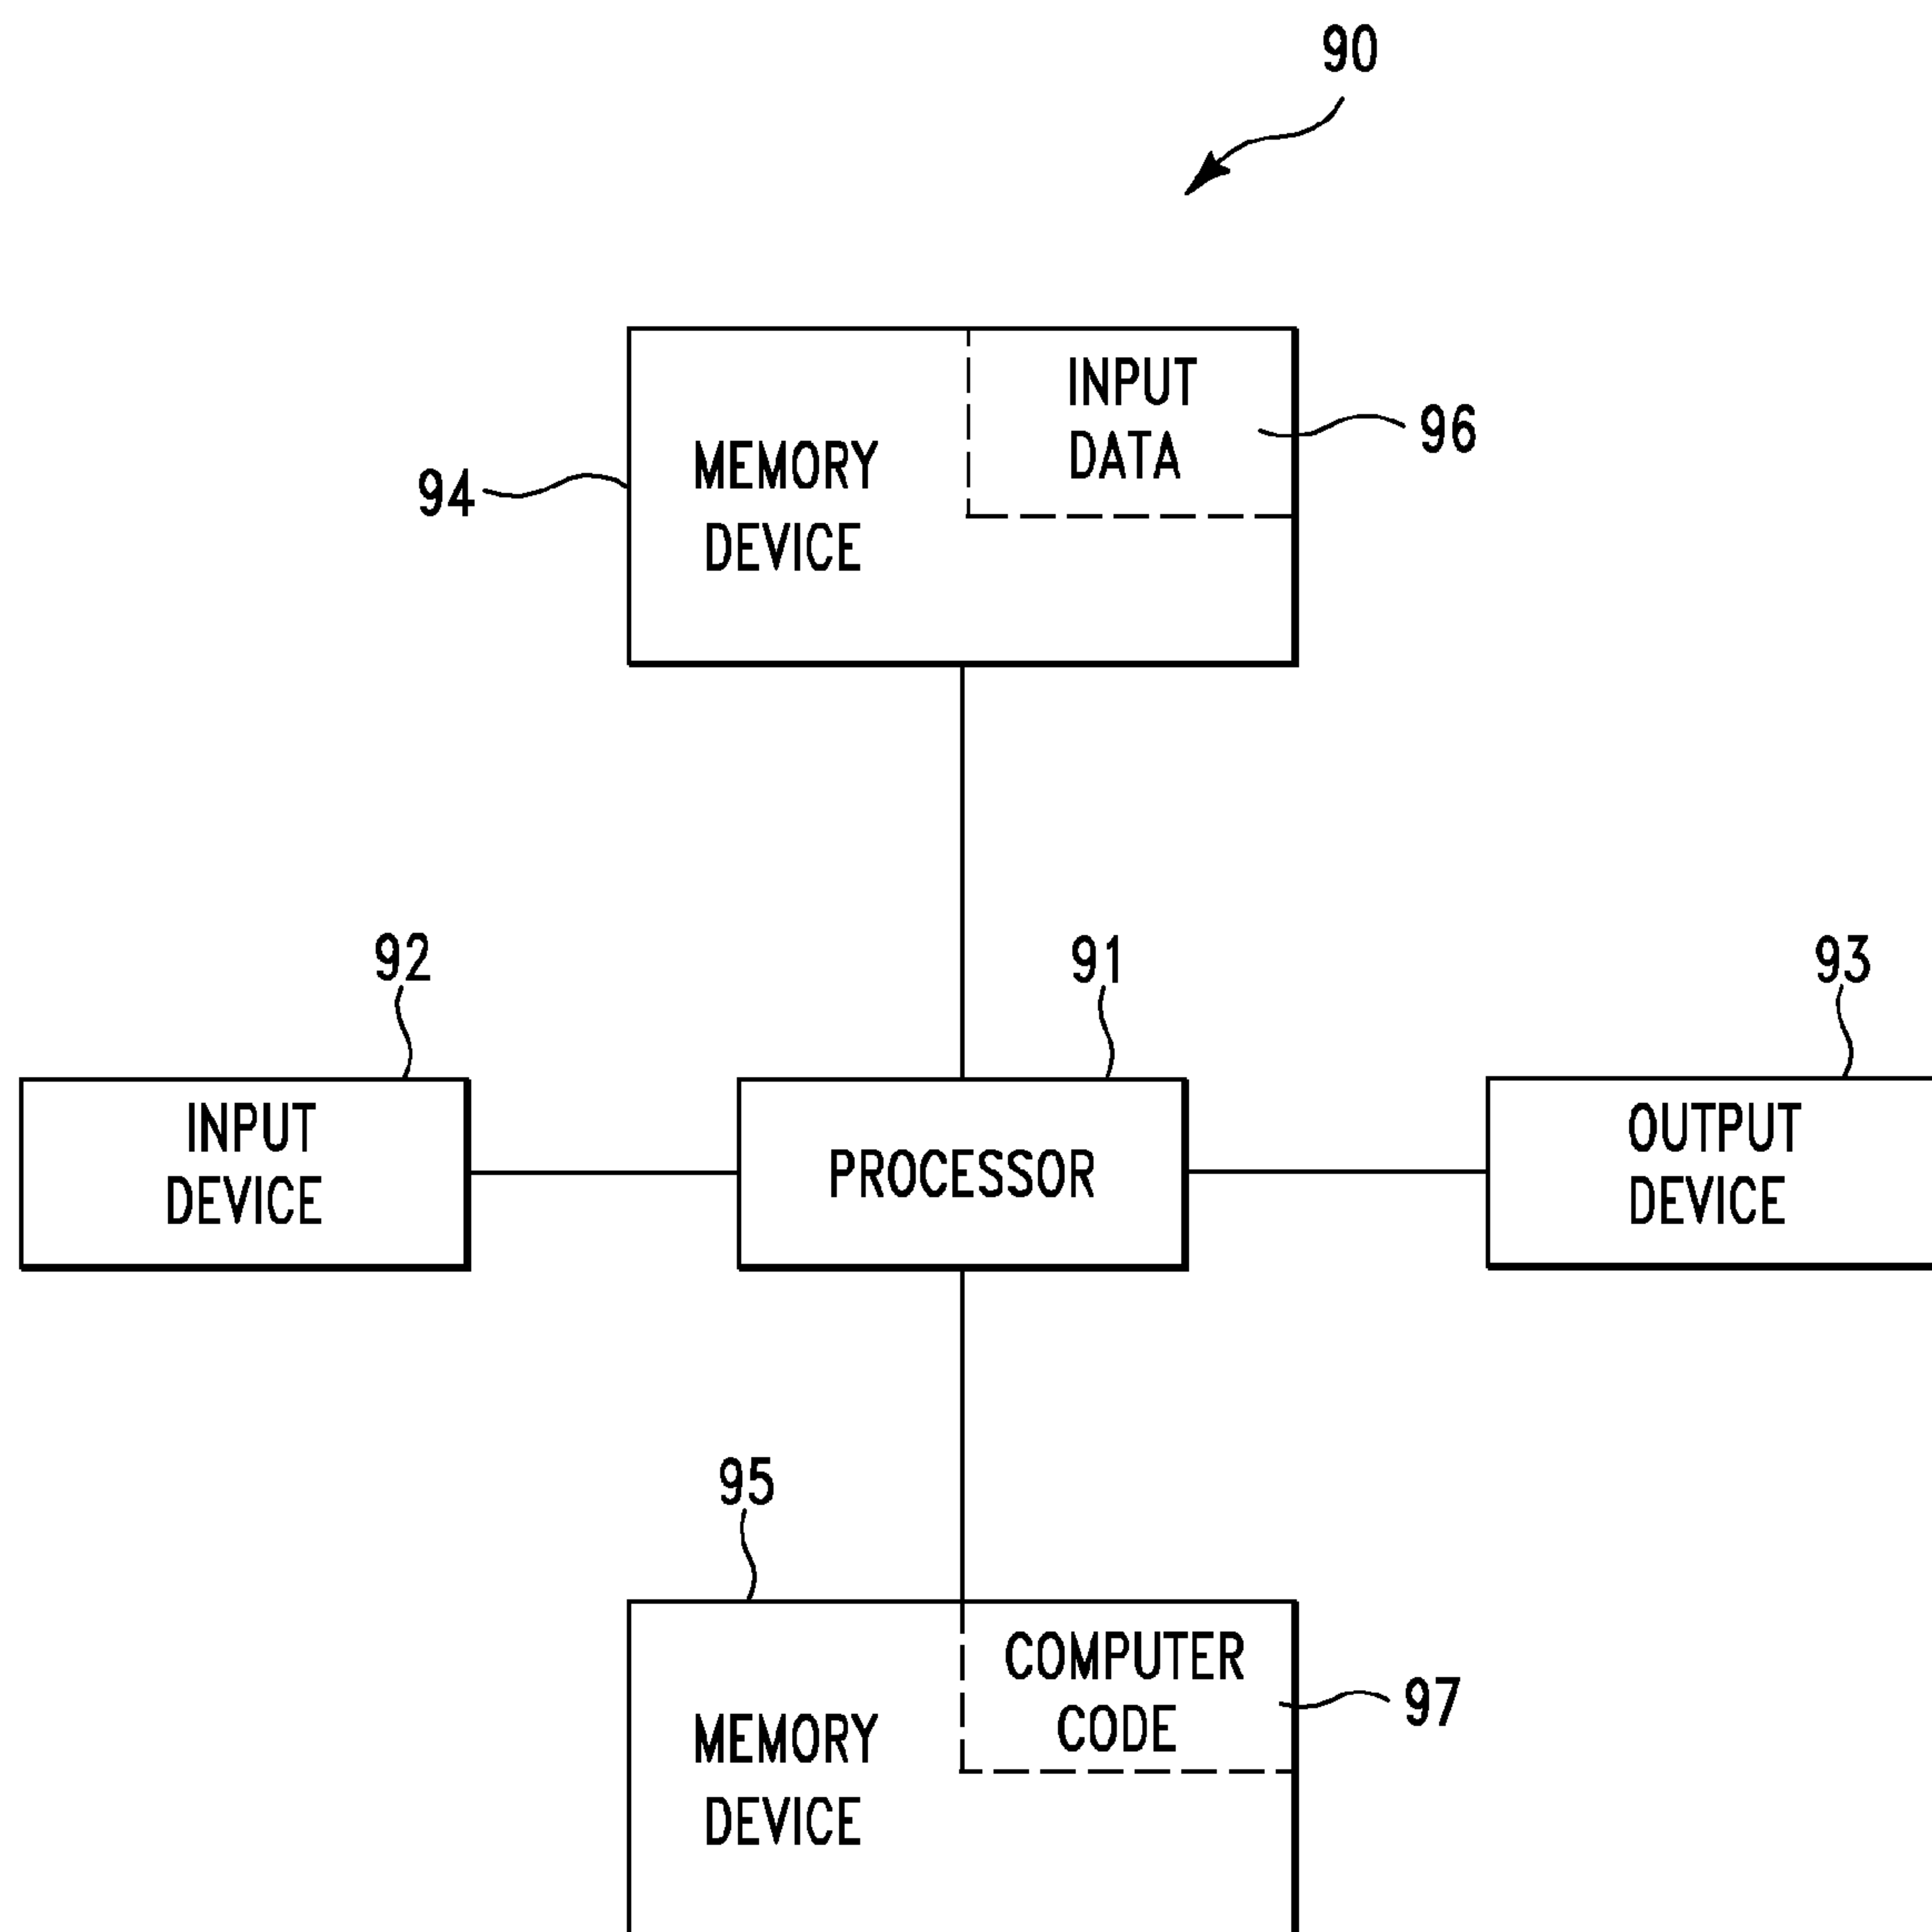 90
INPUT
DATA
96
MEMORY
DEVICE
94
92
91
93
INPUT
DEVICE
PROCESSOR
OUTPUT
DEVICE
95
COMPUTER
CODE
97
MEMORY
DEVICE